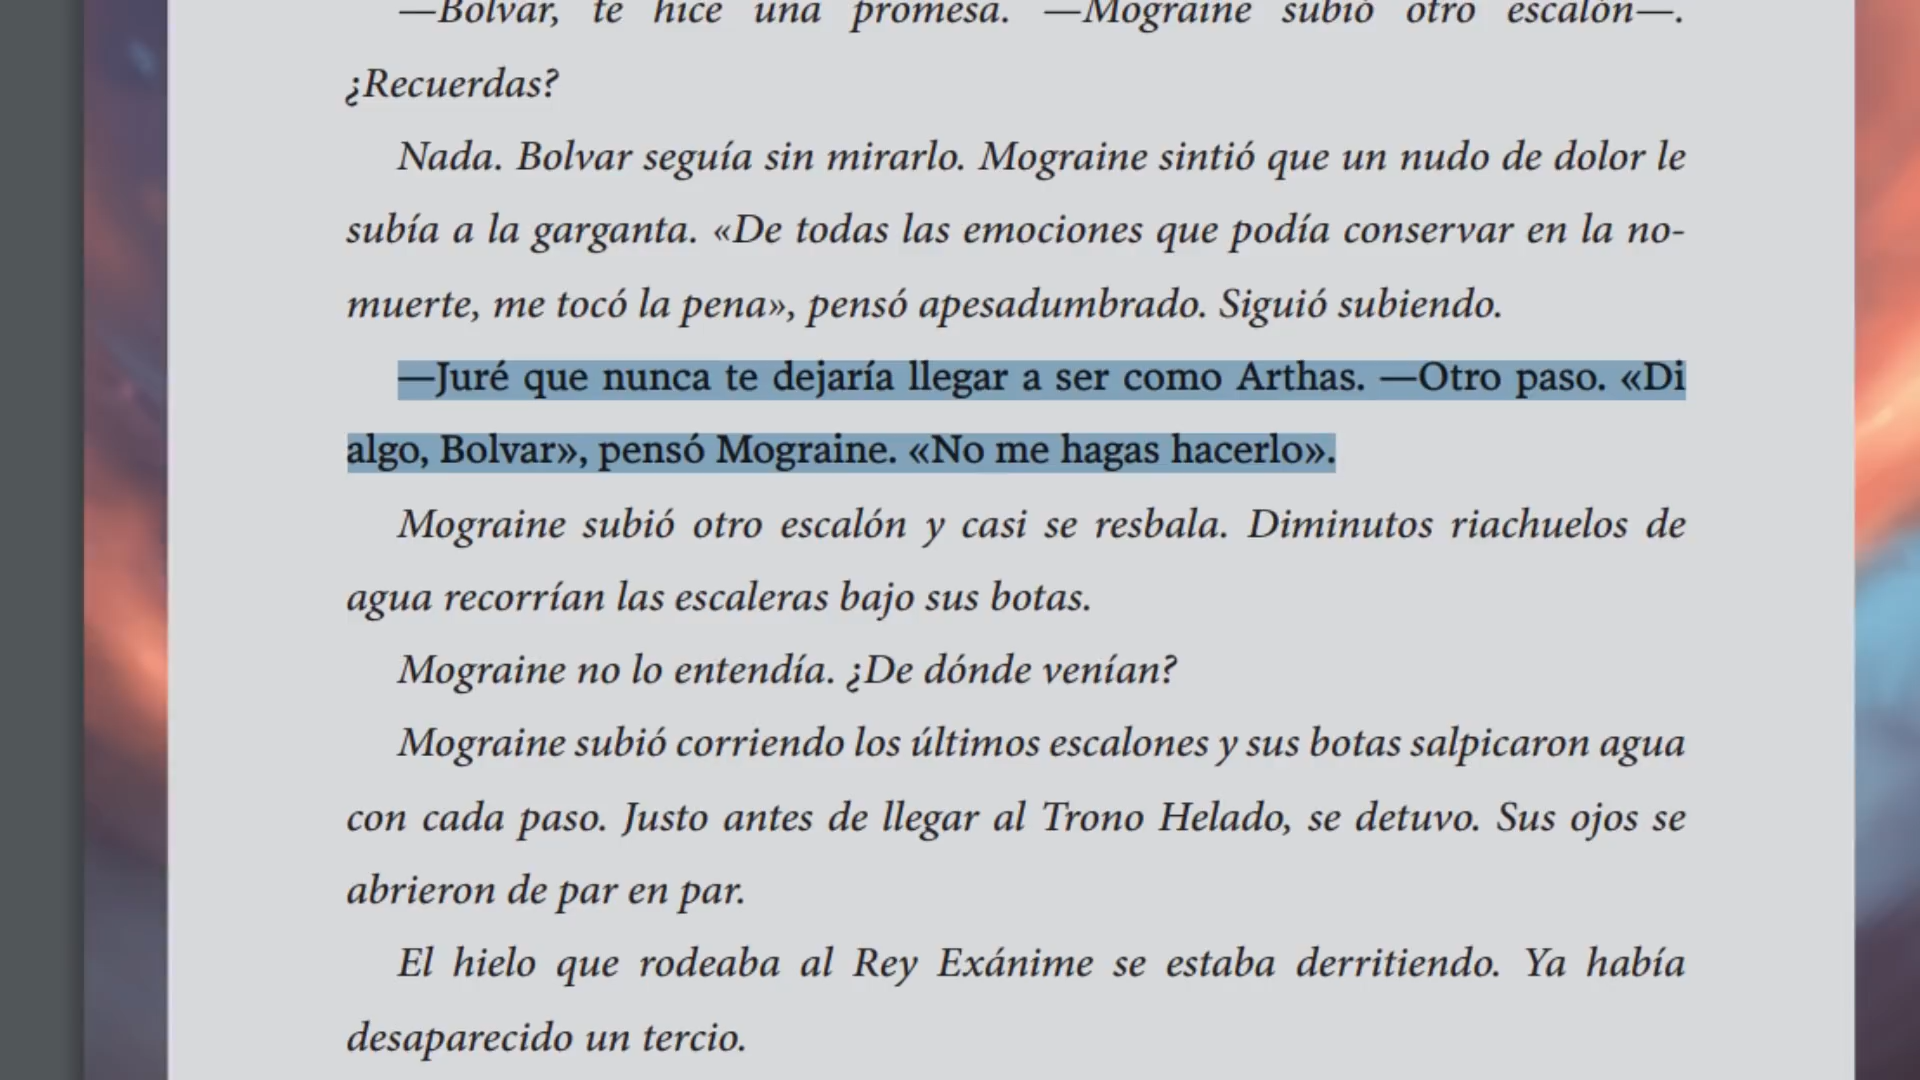 —Bolvar, te hice una promesa. —Mograine subió otro escalón—.
¿Recuerdas?
Nada. Bolvar seguía sin mirarlo. Mograine sintió que un nudo de dolor le
subía a la garganta. «De todas las emociones que podía conservar en la no-
muerte, me tocó la pena», pensó apesadumbrado. Siguió subiendo.
—Juré que nunca te dejaría llegar a ser como Arthas. —Otro paso. «Di
algo, Bolvar», pensó Mograine. «No me hagas hacerlo».
Mograine subió otro escalón y casi se resbala. Diminutos riachuelos de
agua recorrían las escaleras bajo sus botas.
Mograine no lo entendía. ¿De dónde venían?
Mograine subió corriendo los últimos escalones y sus botas salpicaron agua
con cada paso. Justo antes de llegar al Trono Helado, se detuvo. Sus ojos se
abrieron de par en par.
El hielo que rodeaba al Rey Exánime se estaba derritiendo. Ya había
desaparecido un tercio.